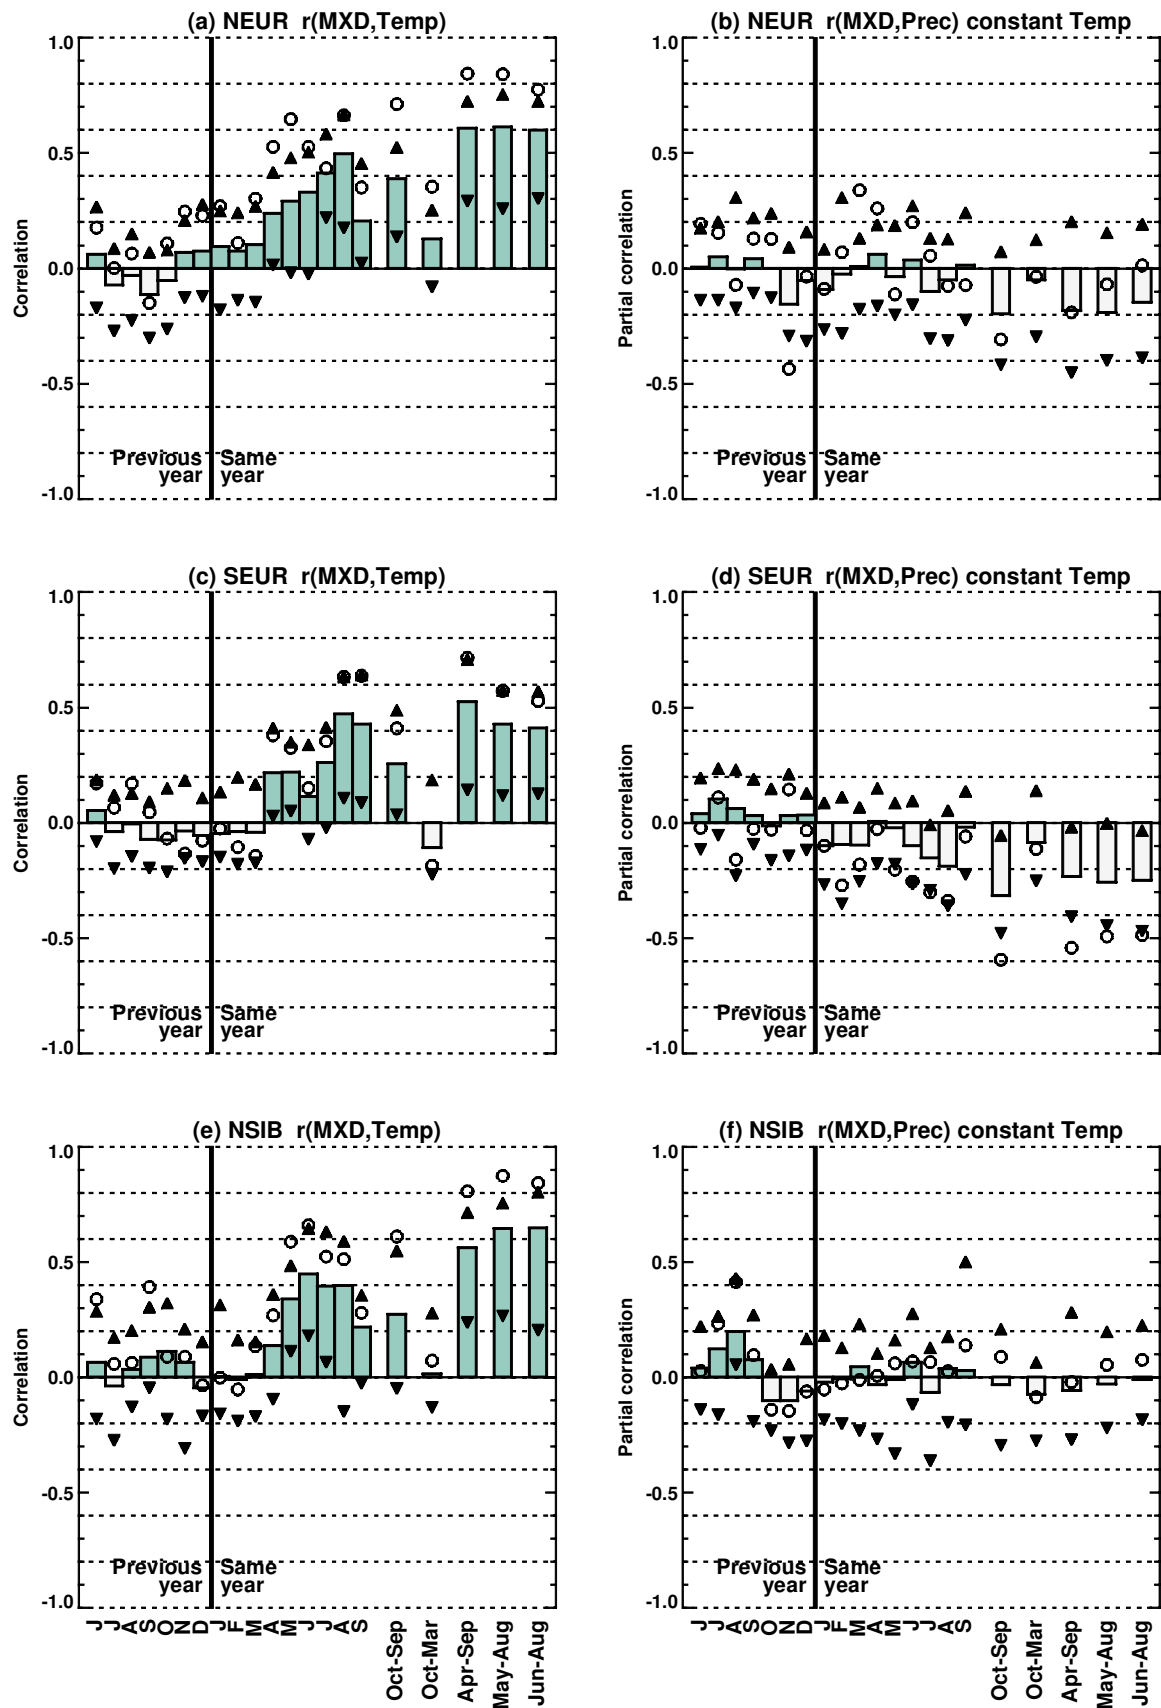 (a) NEUR r(MXD,Temp)
1.0
0.5
0.0
-0.5
-1.0
Correlation
Previous year
Same year
(b) NEUR r(MXD,Prec) constant Temp
1.0
0.5
0.0
-0.5
-1.0
Partial correlation
Previous year
Same year
(c) SEUR r(MXD,Temp)
1.0
0.5
0.0
-0.5
-1.0
Correlation
Previous year
Same year
(d) SEUR r(MXD,Prec) constant Temp
1.0
0.5
0.0
-0.5
-1.0
Partial correlation
Previous year
Same year
(e) NSIB r(MXD,Temp)
1.0
0.5
0.0
-0.5
-1.0
Correlation
Previous year
Same year
J J A S O N D J F M A M J J A S Oct-Sep Oct-Mar Apr-Sep May-Aug Jun-Aug
(f) NSIB r(MXD,Prec) constant Temp
1.0
0.5
0.0
-0.5
-1.0
Partial correlation
Previous year
Same year
J J A S O N D J F M A M J J A S Oct-Sep Oct-Mar Apr-Sep May-Aug Jun-Aug